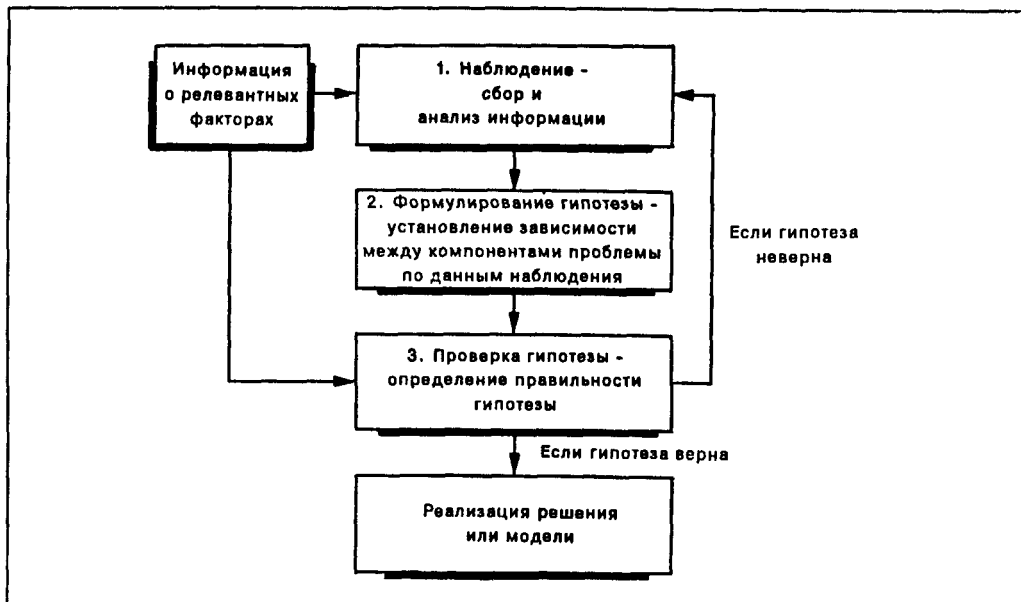 Информация
о релевантных
факторах
1. Наблюдение -
сбор и
анализ информации
2. Формулирование гипотезы -
установление зависимости
между компонентами проблемы
по данным наблюдения
Если гипотеза
неверна
3. Проверка гипотезы -
определение правильности
гипотезы
Если гипотеза верна
Реализация решения
или модели